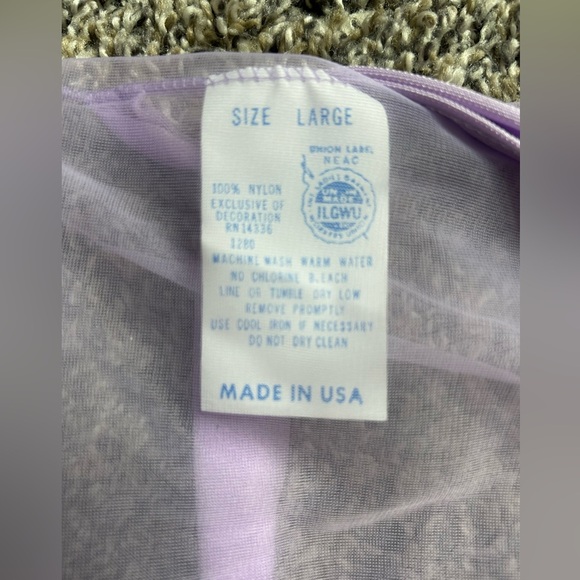 SIZE LARGE
UNION LABEL
NEAC
UNION
MADE
ILGWU
100% NYLON
EXCLUSIVE OF
DECORATION
RN14336
1280
MACHINE WASH WARM WATER
NO CHLORINE BLEACH
LINE OR TUMBLE DRY LOW
REMOVE PROMPTLY
USE COOL IRON IF NECESSARY
DO NOT DRY CLEAN
MADE IN USA